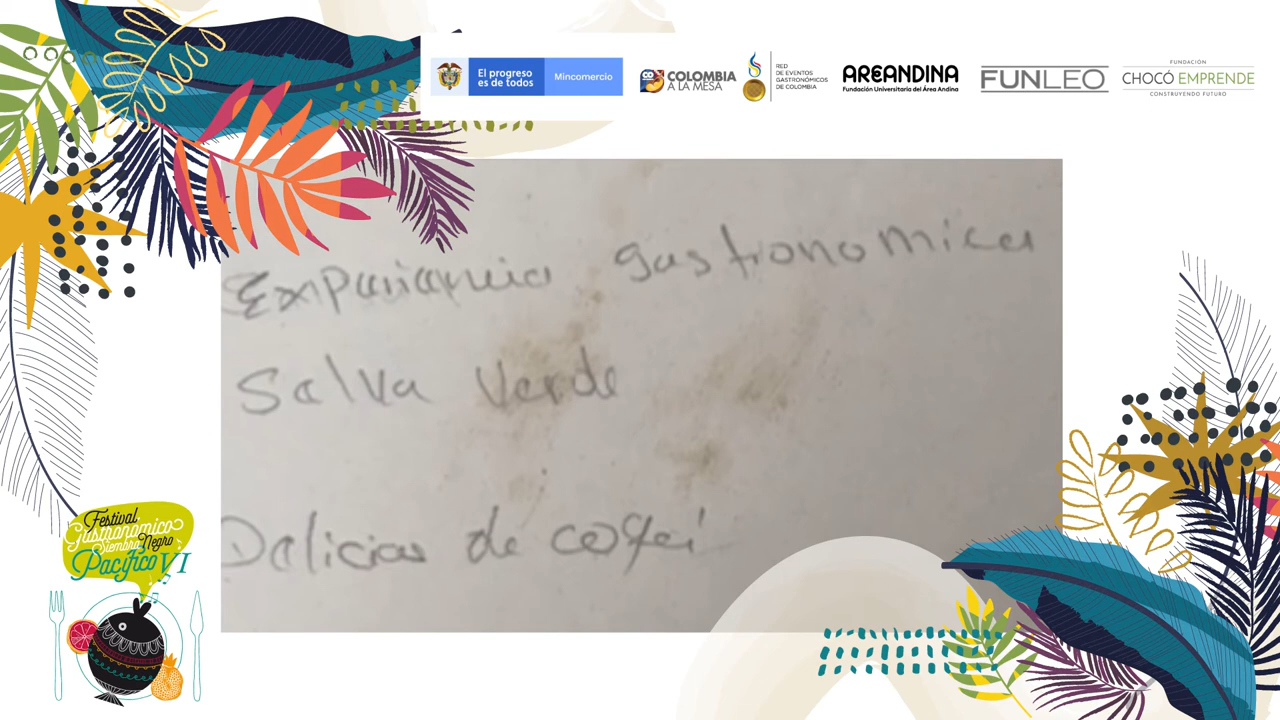 El progreso
es de todos
Mincomercio
COLOMBIA
A LA MESA
RED
DE EVENTOS
GASTRONÓMICOS
DE COLOMBIA
AREANDINA
Fundación Universitaria del Área Andina
FUNLEO
FUNDACIÓN
CHOCÓ EMPRENDE
CONSTRUYENDO FUTURO
Experiencia gastronomica
Salva Verde
Delicias de
Festival
Gastronómico
Siembra Negro
Pacífico VI